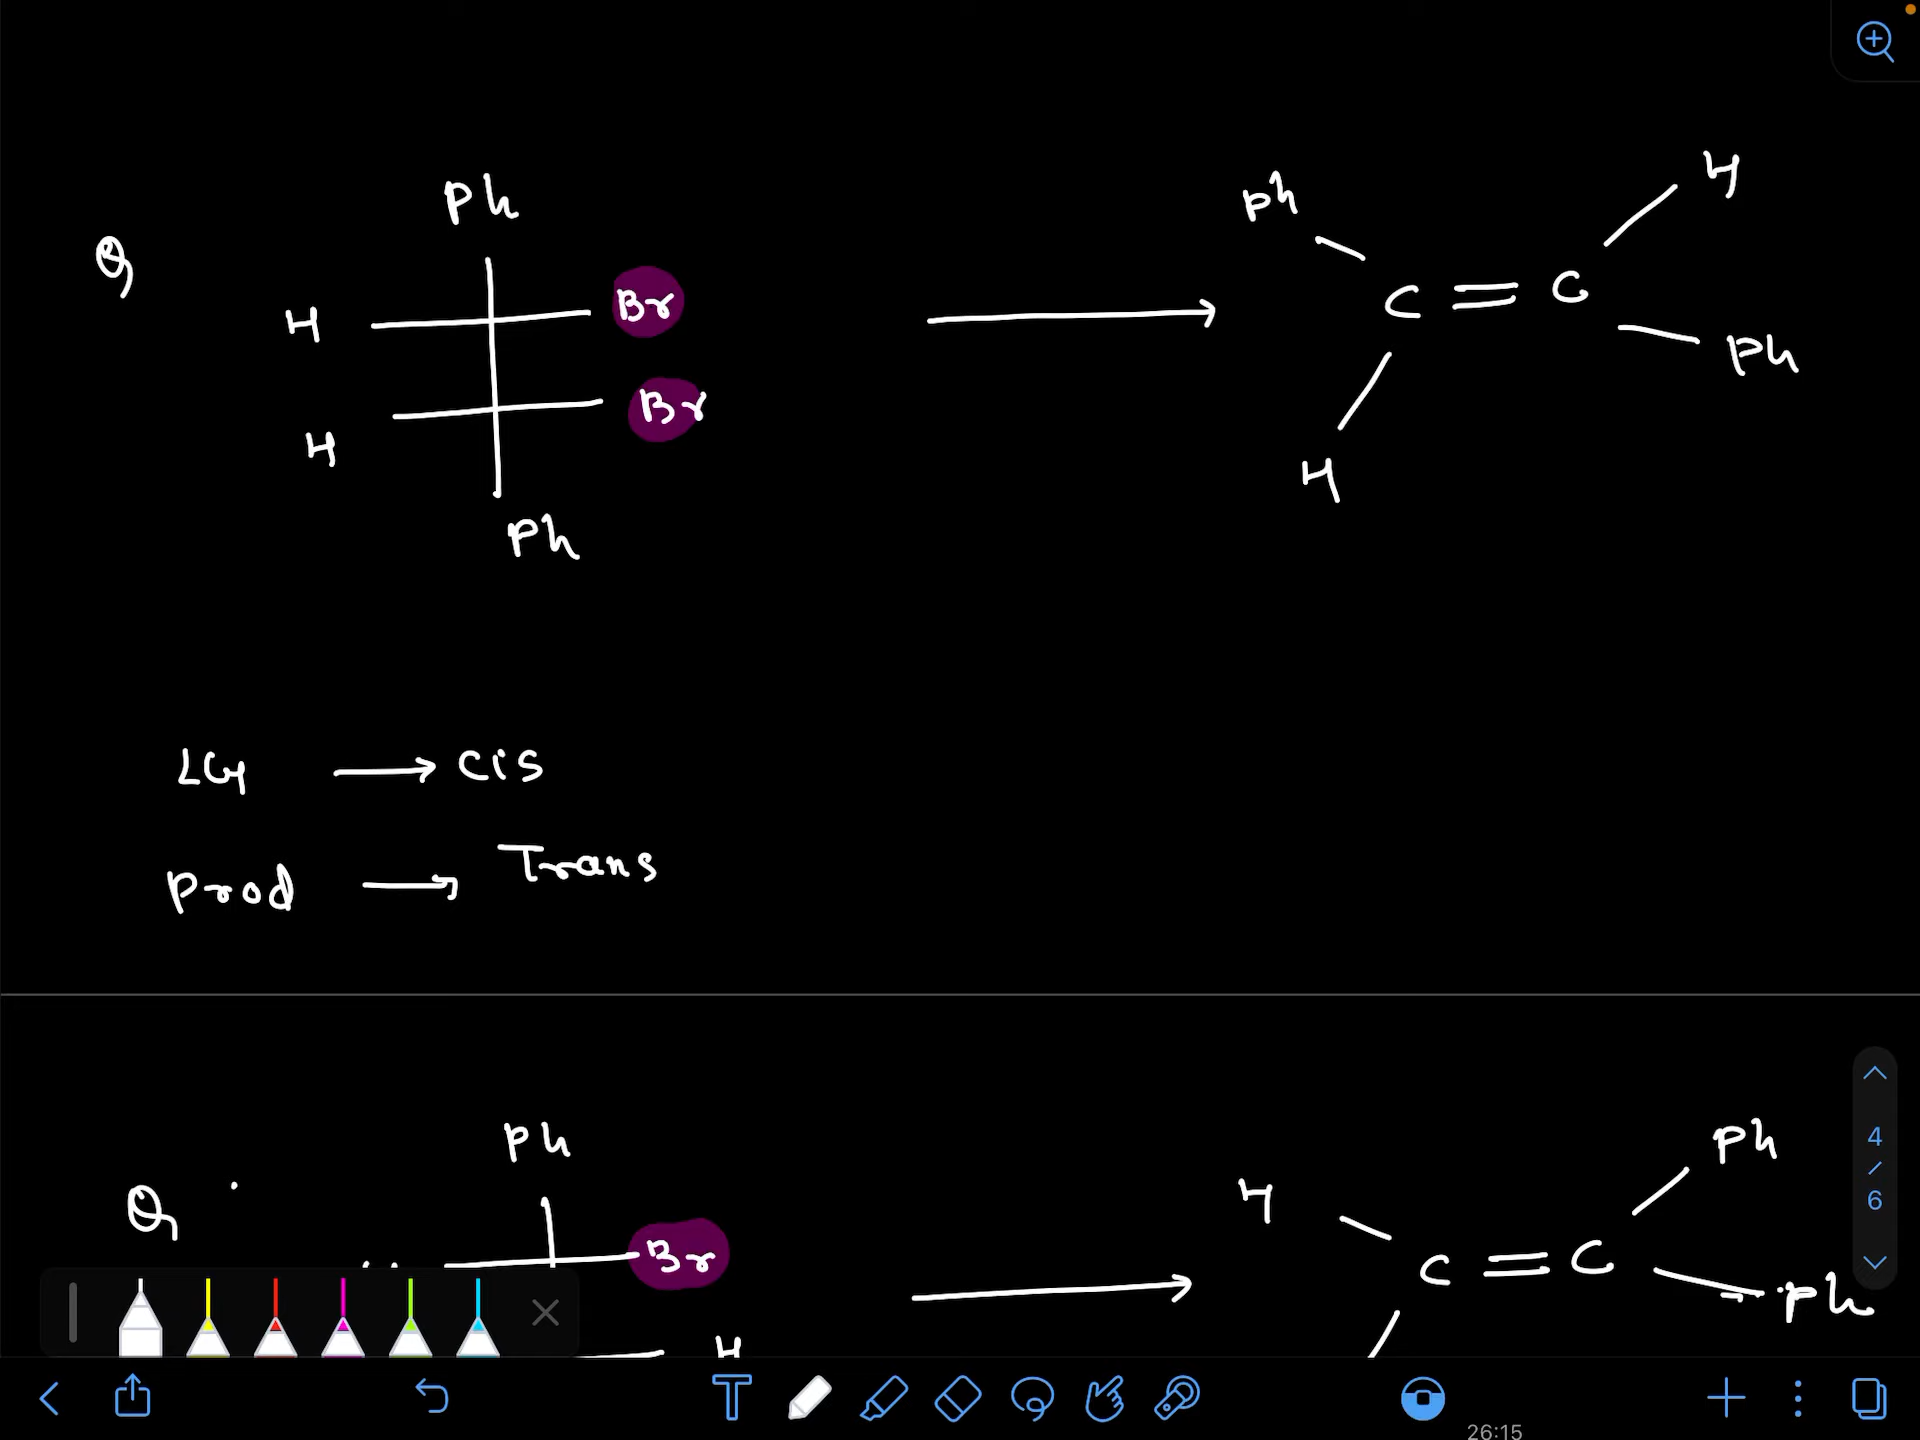 Ph
Q H Br
H Br
Ph
Ph H
C = C
H Ph
LG → cis
Prod → Trans
Ph
Q Br
H
Ph
H C = C
Ph
4
/
6
26:15